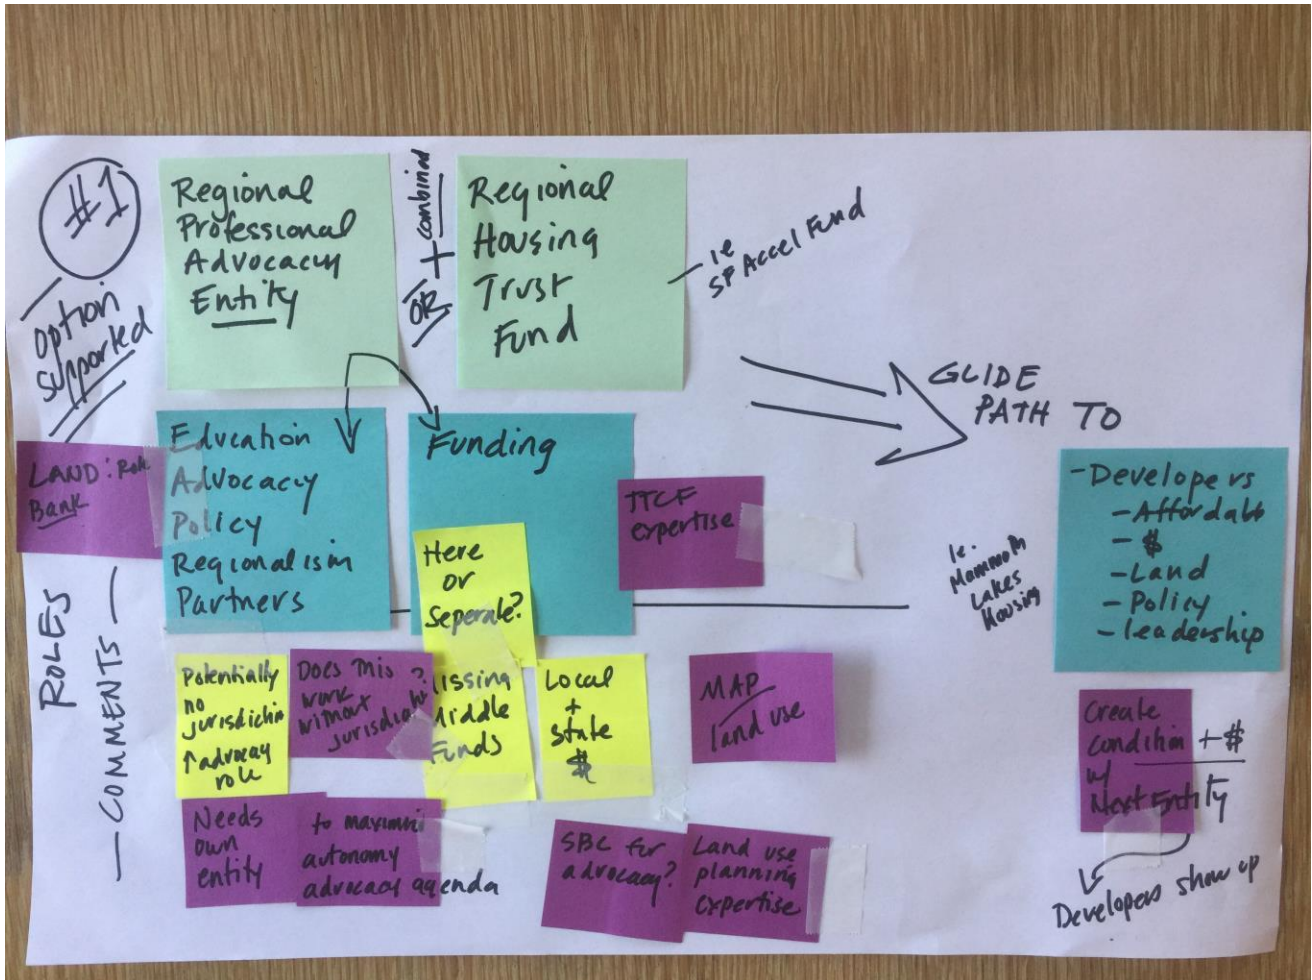 #1
option
supported
Regional
Professional
Advocacy
Entity
OR + combined
Regional
Housing
Trust
Fund
ie
SP Accel Fund
GLIDE
PATH TO
LAND: Role
Bank
Education
Advocacy
Policy
Regionalism
Partners
Funding
Here
or
Seperate?
TTCF
expertise
ie.
Mammoth
Lakes
Housing
- Developers
- Affordabl
- $
- Land
- Policy
- leadership
ROLES
— COMMENTS —
Potentially
no
jurisdictin
↑ advocacy
role
Does this
work
without
jurisdiction?
Missing
Middle
Funds
Local
+
state
$
MAP
land use
Create
Condition + $
w/
Next Entity
Developers show up
Needs
own
entity
to maximize
autonomy
advocacy agenda
SBC for
advocacy?
Land use
planning
expertise